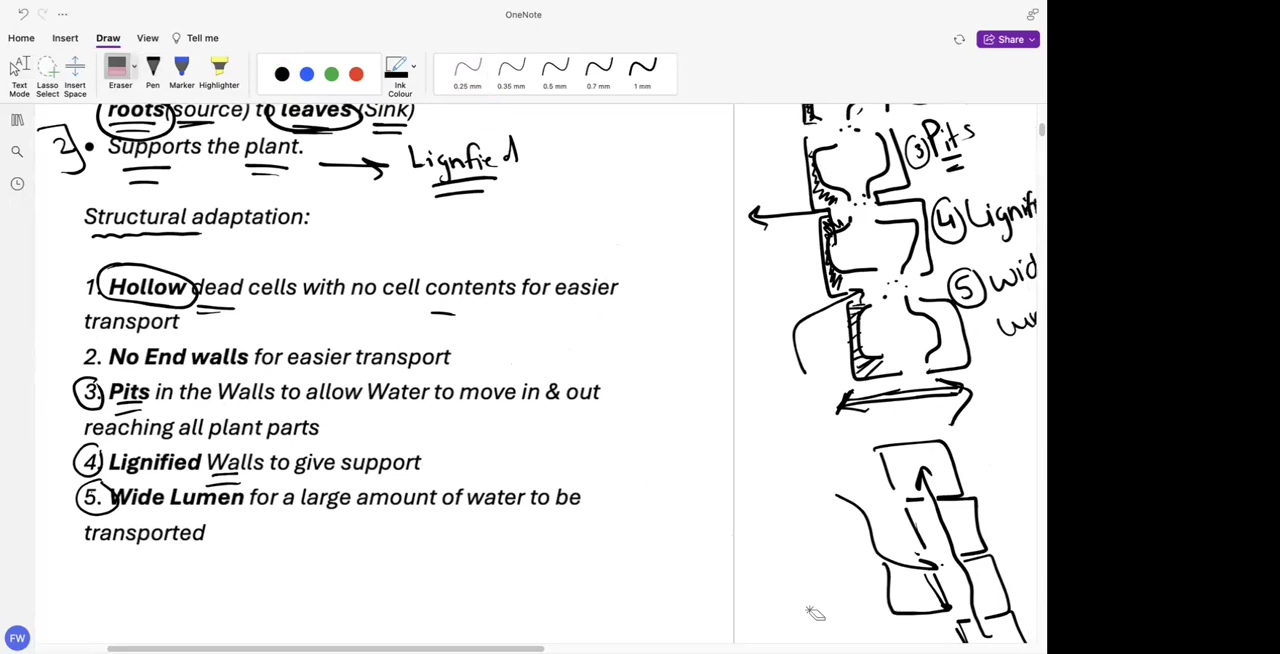 OneNote
Home Insert Draw View Tell me
Share
Text Mode
Lasso Select
Insert Space
Eraser
Pen
Marker
Highlighter
Ink Colour
0.25 mm 0.35 mm 0.5 mm 0.7 mm 1 mm
roots (source) to leaves (Sink)
2] • Supports the plant. → Lignfied
Structural adaptation:
1. Hollow dead cells with no cell contents for easier
transport
2. No End walls for easier transport
3. Pits in the Walls to allow Water to move in & out
reaching all plant parts
4. Lignified Walls to give support
5. Wide Lumen for a large amount of water to be
transported
③ Pits
④ Lignifi
⑤ Wid
FW